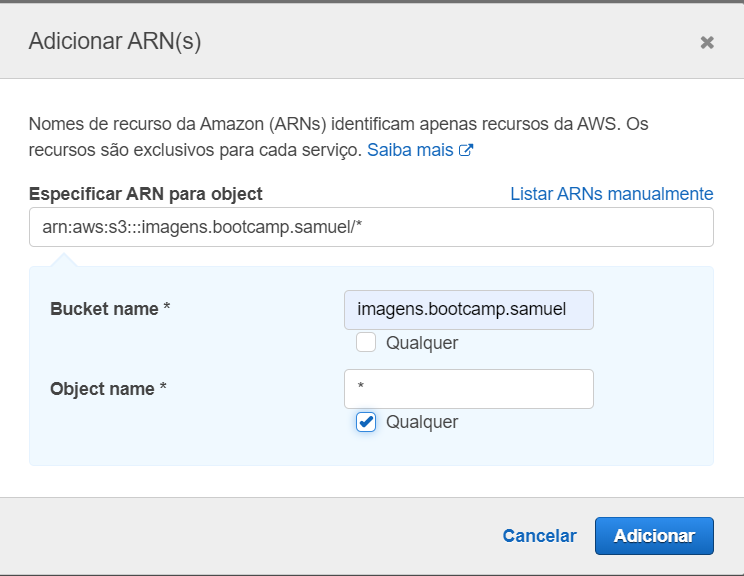 Adicionar ARN(s)
Nomes de recurso da Amazon (ARNs) identificam apenas recursos da AWS. Os
recursos são exclusivos para cada serviço. Saiba mais
Especificar ARN para object
Listar ARNs manualmente
arn:aws:s3:::imagens.bootcamp.samuel/*
Bucket name *
imagens.bootcamp.samuel
Qualquer
Object name *
*
Qualquer
Cancelar
Adicionar